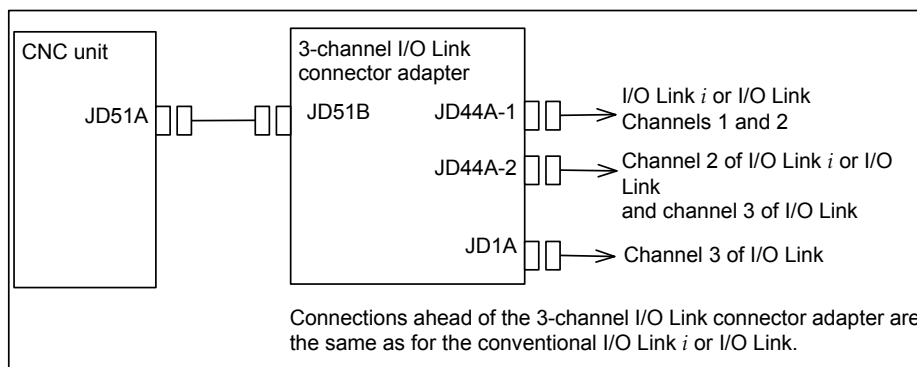 CNC unit
3-channel I/O Link
connector adapter
JD51A
JD51B
JD44A-1
I/O Link i or I/O Link
Channels 1 and 2
JD44A-2
Channel 2 of I/O Link i or I/O
Link
and channel 3 of I/O Link
JD1A
Channel 3 of I/O Link
Connections ahead of the 3-channel I/O Link connector adapter are
the same as for the conventional I/O Link i or I/O Link.